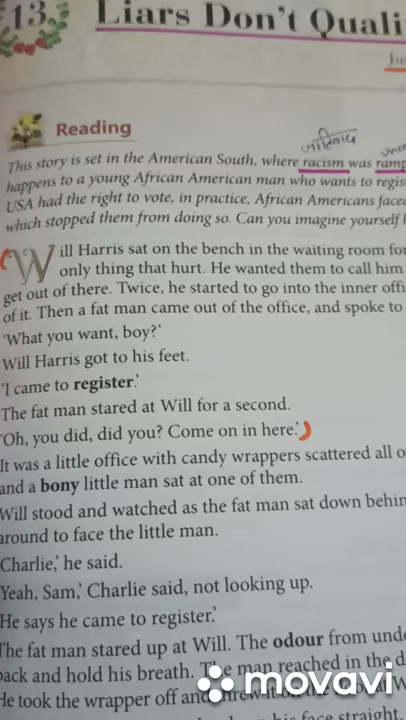 13.
Liars Don't Quali
Ju
Reading
नस्लवाद
This story is set in the American South, where racism was ramp
happens to a young African American man who wants to regis
USA had the right to vote, in practice, African Americans faced
which stopped them from doing so. Can you imagine yourself
Will Harris sat on the bench in the waiting room for
only thing that hurt. He wanted them to call him
get out of there. Twice, he started to go into the inner offi
of it. Then a fat man came out of the office, and spoke to
'What you want, boy?'
Will Harris got to his feet.
'I came to register.'
The fat man stared at Will for a second.
'Oh, you did, did you? Come on in here.'
It was a little office with candy wrappers scattered all o
and a bony little man sat at one of them.
Will stood and watched as the fat man sat down behin
around to face the little man.
Charlie,' he said.
Yeah, Sam,' Charlie said, not looking up.
He says he came to register.'
The fat man stared up at Will. The odour from unde
back and hold his breath. The man reached in the d
He took the wrapper off and threw it on the
face straight
movavi